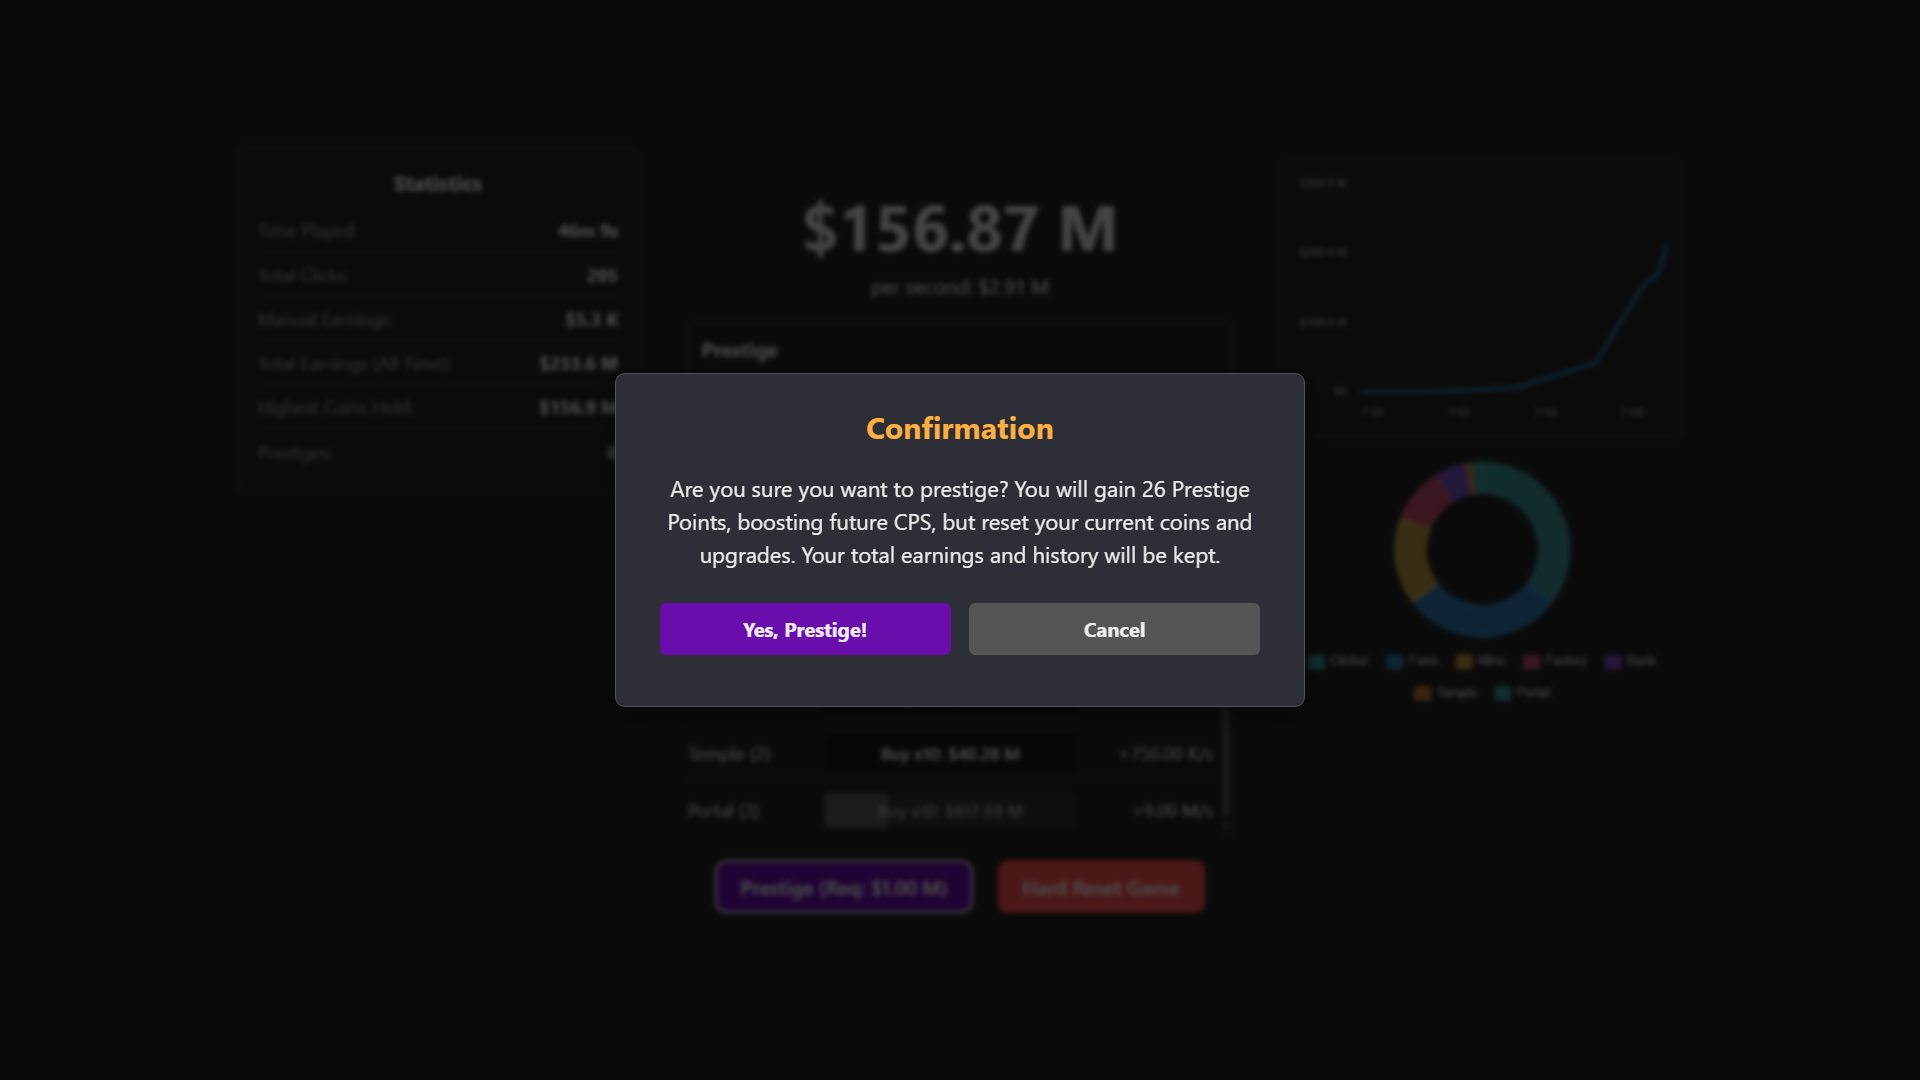 Statistics
Time Played: 46m 9s
Total Clicks: 205
Manual Earnings: $5.3 K
Total Earnings (All Time): $233.6 M
Highest Coins Held: $156.9 M
Prestiges:
$156.87 M
per second: $2.91 M
Prestige
Confirmation
Are you sure you want to prestige? You will gain 26 Prestige
Points, boosting future CPS, but reset your current coins and
upgrades. Your total earnings and history will be kept.
Yes, Prestige!
Cancel
Temple (2) Buy x10: $40.28 M +750.00 K/s
Portal (3) Buy x10: $817.59 M +9.00 M/s
Prestige (Req: $1.00 M)
Hard Reset Game
$0
Clicker Farm Mine Factory Bank
Temple Portal